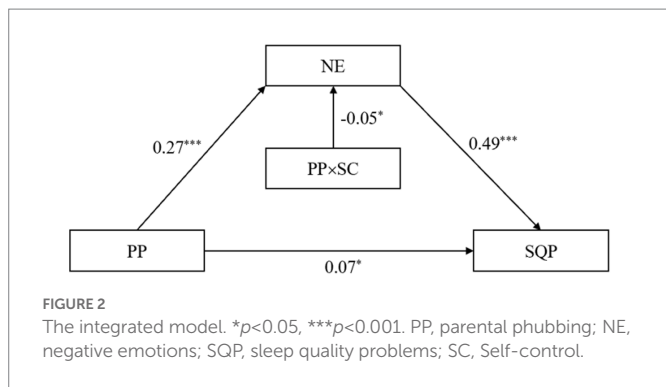 NE
-0.05*
0.27***
0.49***
PP×SC
PP
SQP
0.07*
FIGURE 2
The integrated model. *p<0.05, ***p<0.001. PP, parental phubbing; NE,
negative emotions; SQP, sleep quality problems; SC, Self-control.